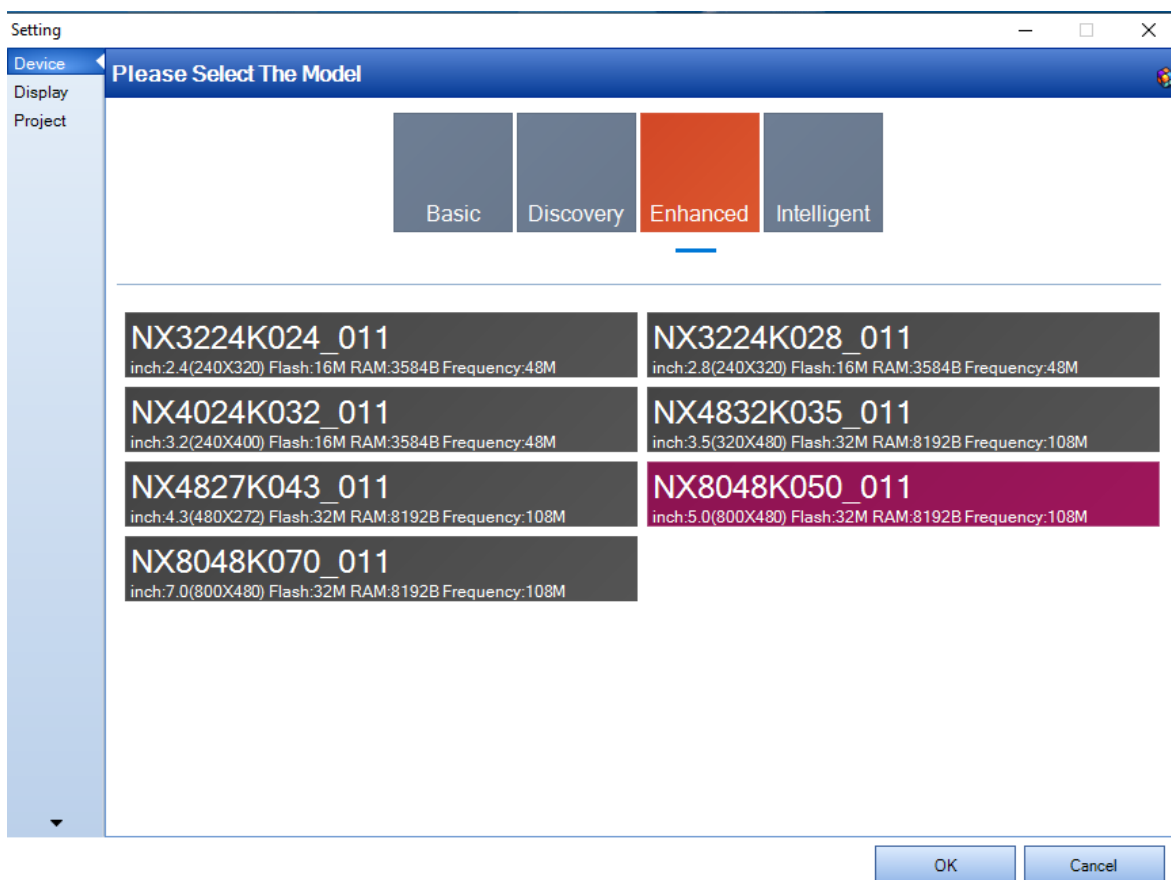 Setting
Device
Display
Project
Please Select The Model
Basic
Discovery
Enhanced
Intelligent
NX3224K024_011
inch:2.4(240X320) Flash:16M RAM:3584B Frequency:48M
NX3224K028_011
inch:2.8(240X320) Flash:16M RAM:3584B Frequency:48M
NX4024K032_011
inch:3.2(240X400) Flash:16M RAM:3584B Frequency:48M
NX4832K035_011
inch:3.5(320X480) Flash:32M RAM:8192B Frequency:108M
NX4827K043_011
inch:4.3(480X272) Flash:32M RAM:8192B Frequency:108M
NX8048K050_011
inch:5.0(800X480) Flash:32M RAM:8192B Frequency:108M
NX8048K070_011
inch:7.0(800X480) Flash:32M RAM:8192B Frequency:108M
OK
Cancel